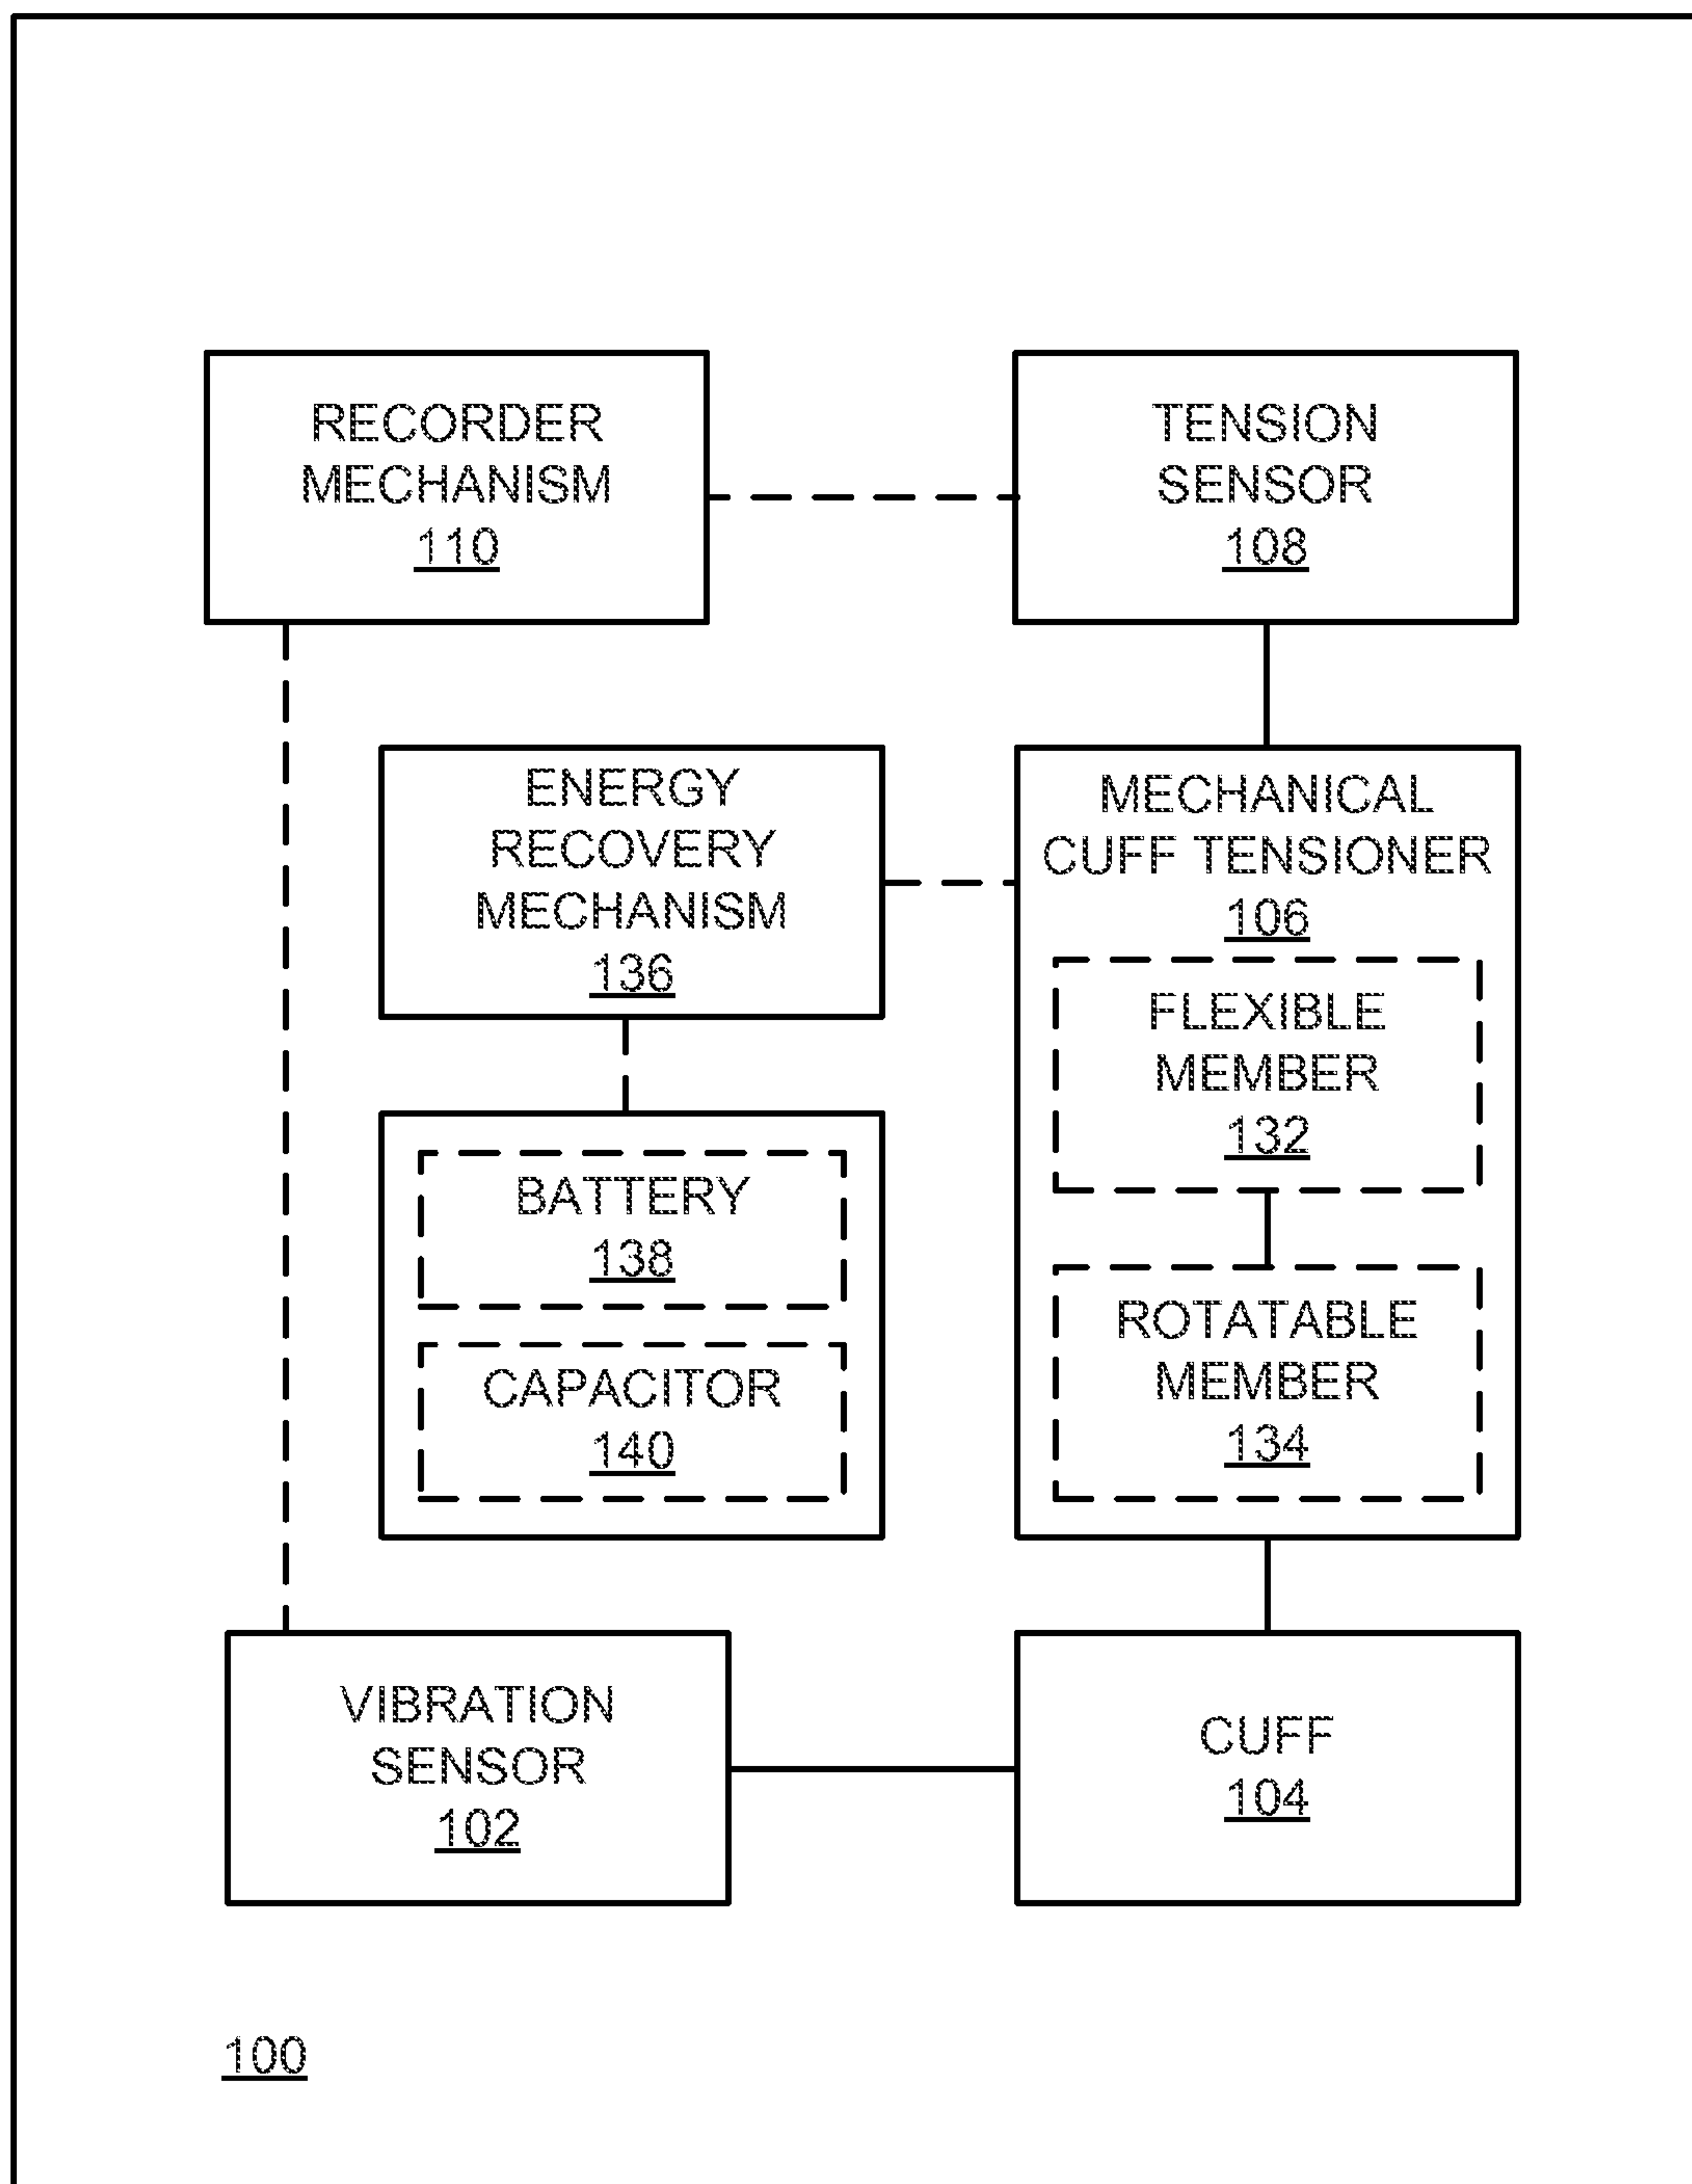 RECORDER
MECHANISM
110
TENSION
SENSOR
108
ENERGY
RECOVERY
MECHANISM
136
MECHANICAL
CUFF TENSIONER
106
FLEXIBLE
MEMBER
132
BATTERY
138
ROTATABLE
MEMBER
134
CAPACITOR
140
VIBRATION
SENSOR
102
CUFF
104
100